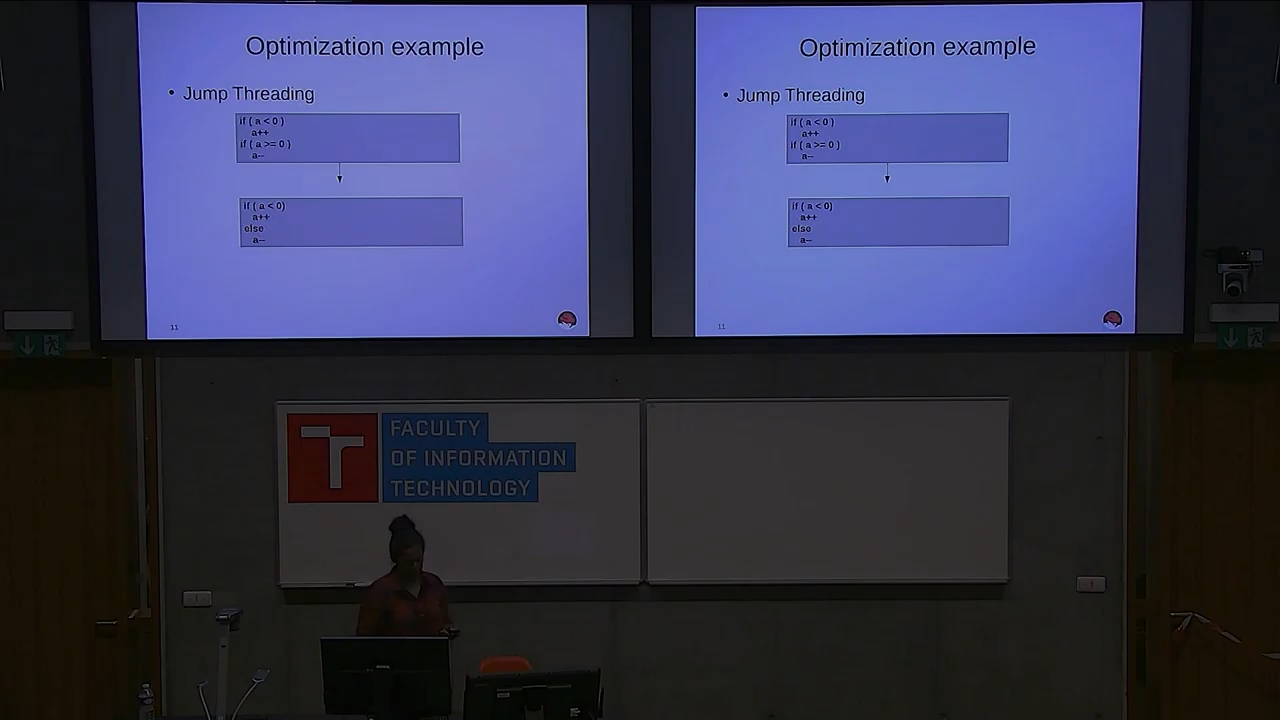 Optimization example
• Jump Threading
if ( a < 0 )
a++
if ( a >= 0 )
a--
if ( a < 0)
a++
else
a--
11
Optimization example
• Jump Threading
if ( a < 0 )
a++
if ( a >= 0 )
a--
if ( a < 0)
a++
else
a--
11
T
FACULTY
OF INFORMATION
TECHNOLOGY